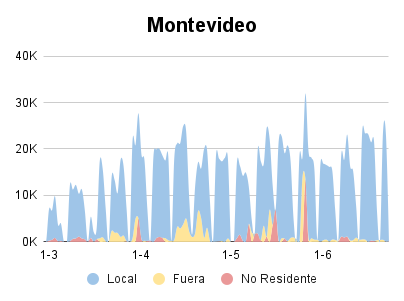 Montevideo
40K
30K
20K
10K
0K
1-3 1-4 1-5 1-6
Local Fuera No Residente